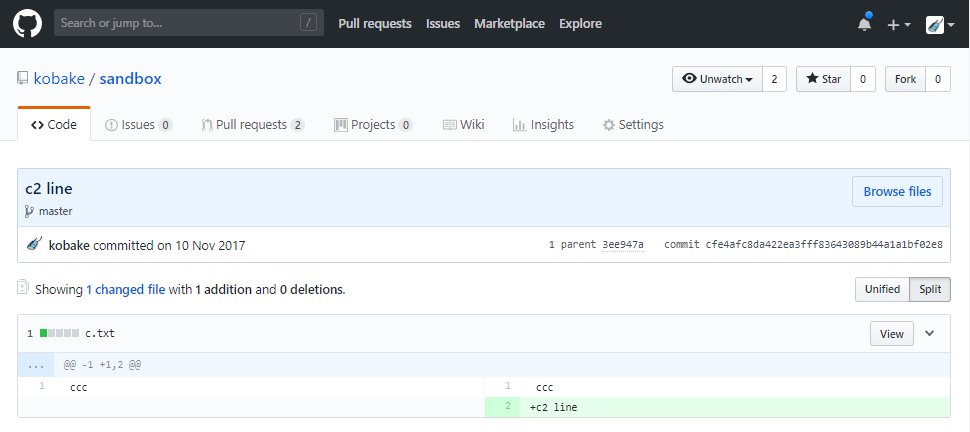 Search or jump to... / Pull requests Issues Marketplace Explore
kobake / sandbox Unwatch 2 Star 0 Fork 0
Code Issues 0 Pull requests 2 Projects 0 Wiki Insights Settings
c2 line Browse files
master
kobake committed on 10 Nov 2017 1 parent 3ee947a commit cfe4afc8da422ea3fff83643089b44a1a1bf02e8
Showing 1 changed file with 1 addition and 0 deletions. Unified Split
1 c.txt View
... @@ -1 +1,2 @@
1 ccc 1 ccc
2 +c2 line